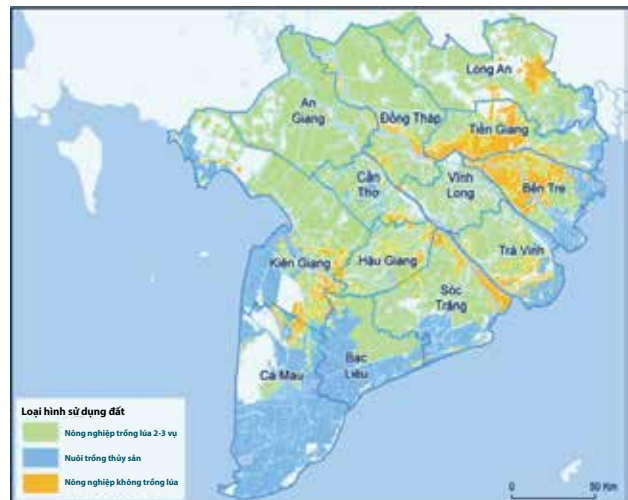 Long An
An
Giang
Đồng Tháp
Tiền Giang
Cần
Thơ
Vĩnh
Long
Bến Tre
Kiên Giang
Hậu Giang
Trà Vinh
Sóc
Trăng
Bạc
Liêu
Cà Mau
Loại hình sử dụng đất
Nông nghiệp trồng lúa 2-3 vụ
Nuôi trồng thủy sản
Nông nghiệp không trồng lúa
0 50 Km